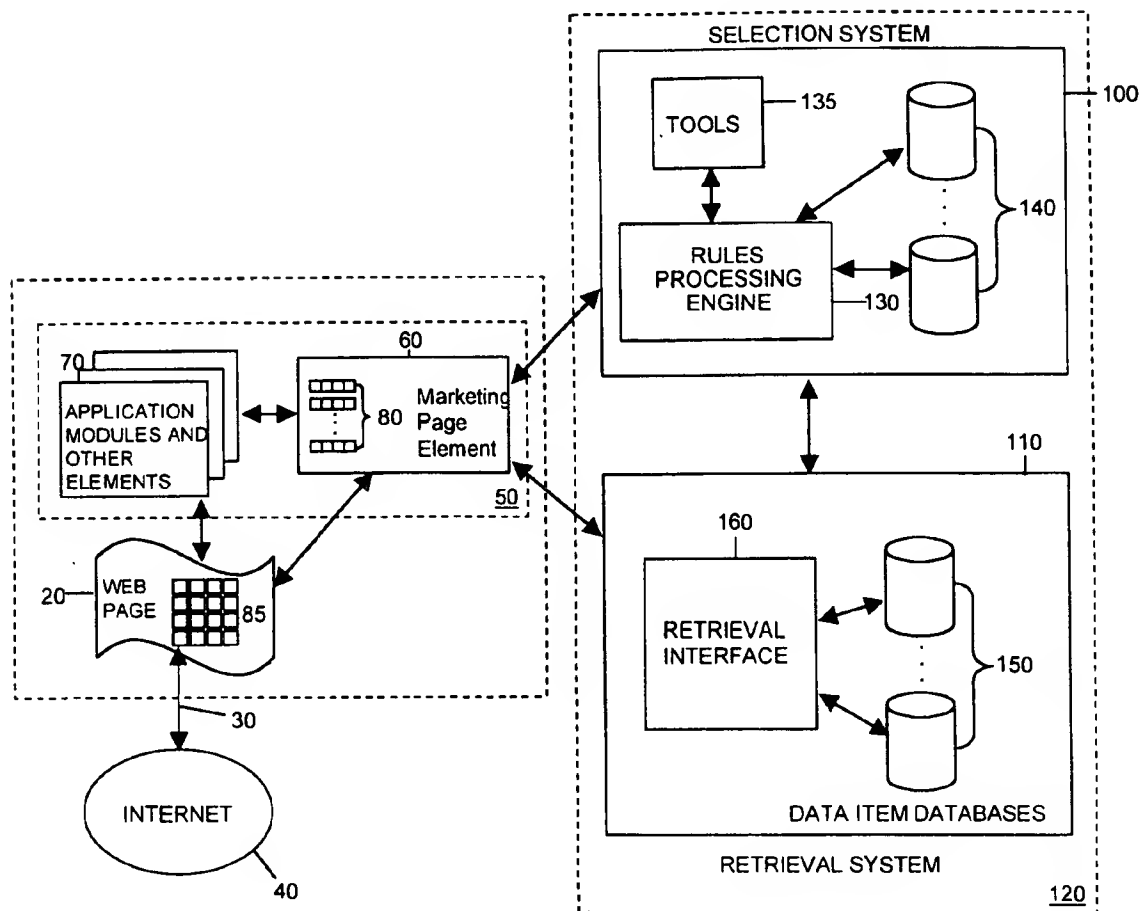 SELECTION SYSTEM
100
135
TOOLS
140
RULES
PROCESSING
ENGINE
130
60
70
APPLICATION
MODULES AND
OTHER
ELEMENTS
80
Marketing
Page
Element
50
110
20
WEB
PAGE
85
160
RETRIEVAL
INTERFACE
150
30
INTERNET
DATA ITEM DATABASES
40
RETRIEVAL SYSTEM
120